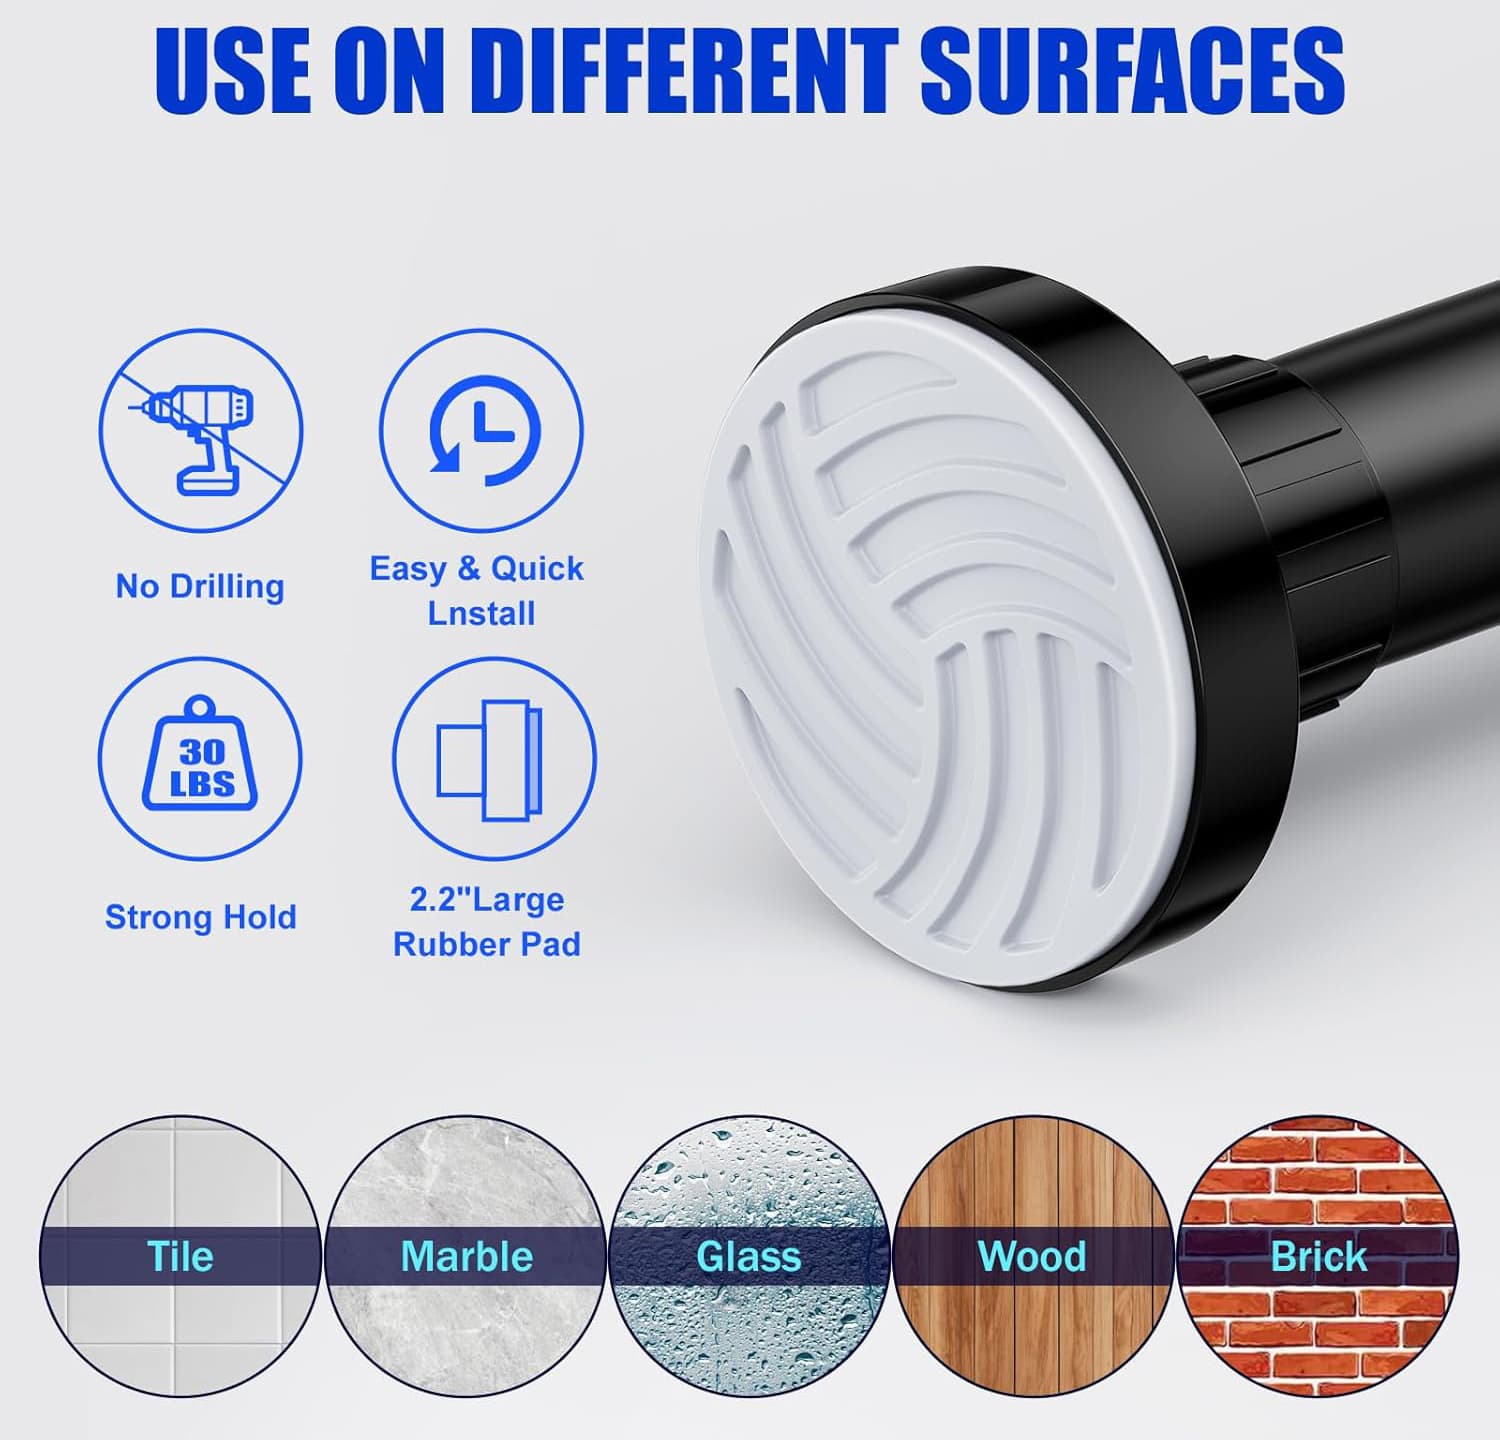 USE ON DIFFERENT SURFACES
No Drilling
Easy & Quick
Lnstall
30
LBS
Strong Hold
2.2"Large
Rubber Pad
Tile
Marble
Glass
Wood
Brick